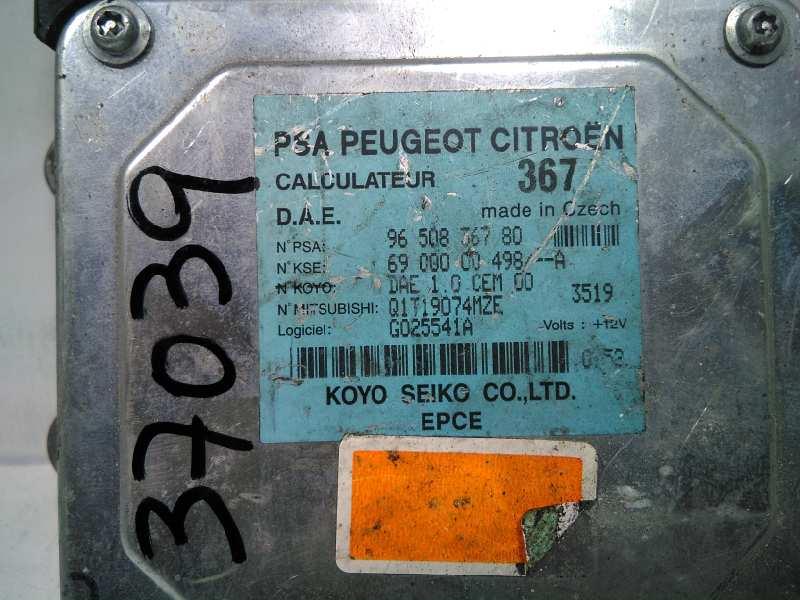 PSA PEUGEOT CITROËN
CALCULATEUR 367
D.A.E. made in Czech
N°PSA: 96 508 367 80
N°KSE: 69 000 00 498--A
N°KOYO: DAE 1.0 CEM 00
3519
N°MITSUBISHI: Q1T19074MZE
Logiciel: G025541A -Volts : +12V
KOYO SEIKO CO.,LTD.
EPCE
37039